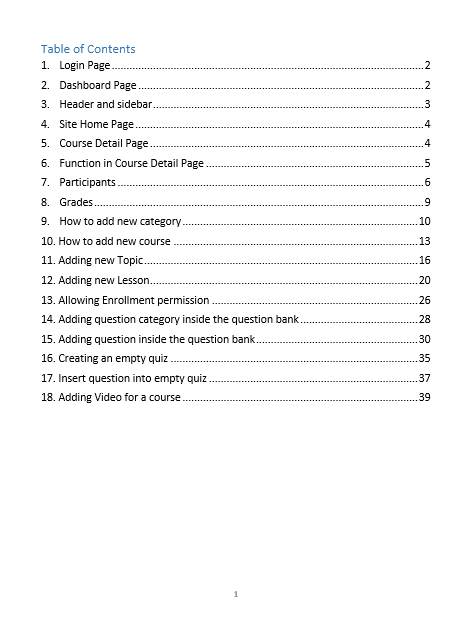 Table of Contents
1. Login Page 2
2. Dashboard Page 2
3. Header and sidebar 3
4. Site Home Page 4
5. Course Detail Page 4
6. Function in Course Detail Page 5
7. Participants 6
8. Grades 9
9. How to add new category 10
10. How to add new course 13
11. Adding new Topic 16
12. Adding new Lesson 20
13. Allowing Enrollment permission 26
14. Adding question category inside the question bank 28
15. Adding question inside the question bank 30
16. Creating an empty quiz 35
17. Insert question into empty quiz 37
18. Adding Video for a course 39
1